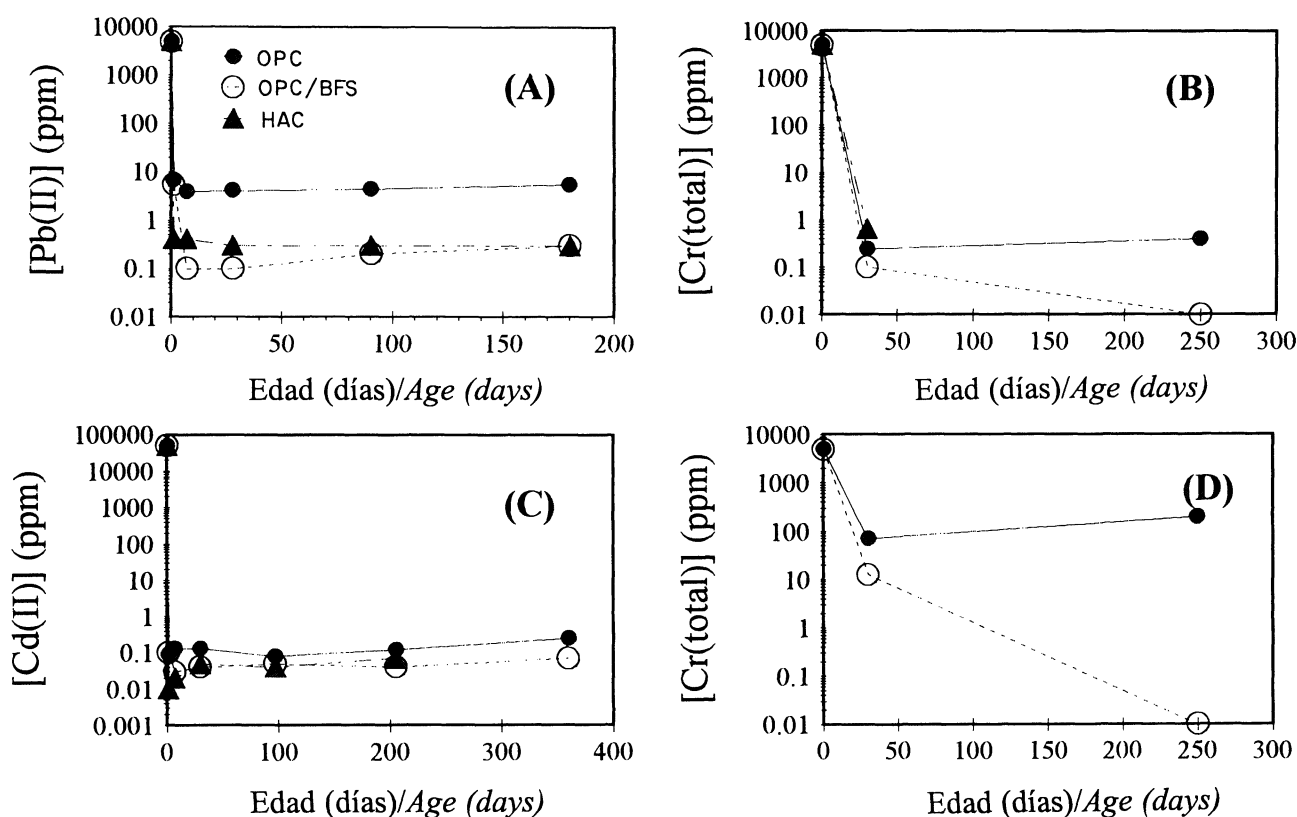 [Pb(II)] (ppm)
10000
1000
100
10
1
0.1
0.01
OPC
OPC/BFS
HAC
(A)
0 50 100 150 200
Edad (días)/Age (days)
[Cr(total)] (ppm)
10000
1000
100
10
1
0.1
0.01
(B)
0 50 100 150 200 250 300
Edad (días)/Age (days)
[Cd(II)] (ppm)
100000
10000
1000
100
10
1
0.1
0.01
0.001
(C)
0 100 200 300 400
Edad (días)/Age (days)
[Cr(total)] (ppm)
10000
1000
100
10
1
0.1
0.01
(D)
0 50 100 150 200 250 300
Edad (días)/Age (days)